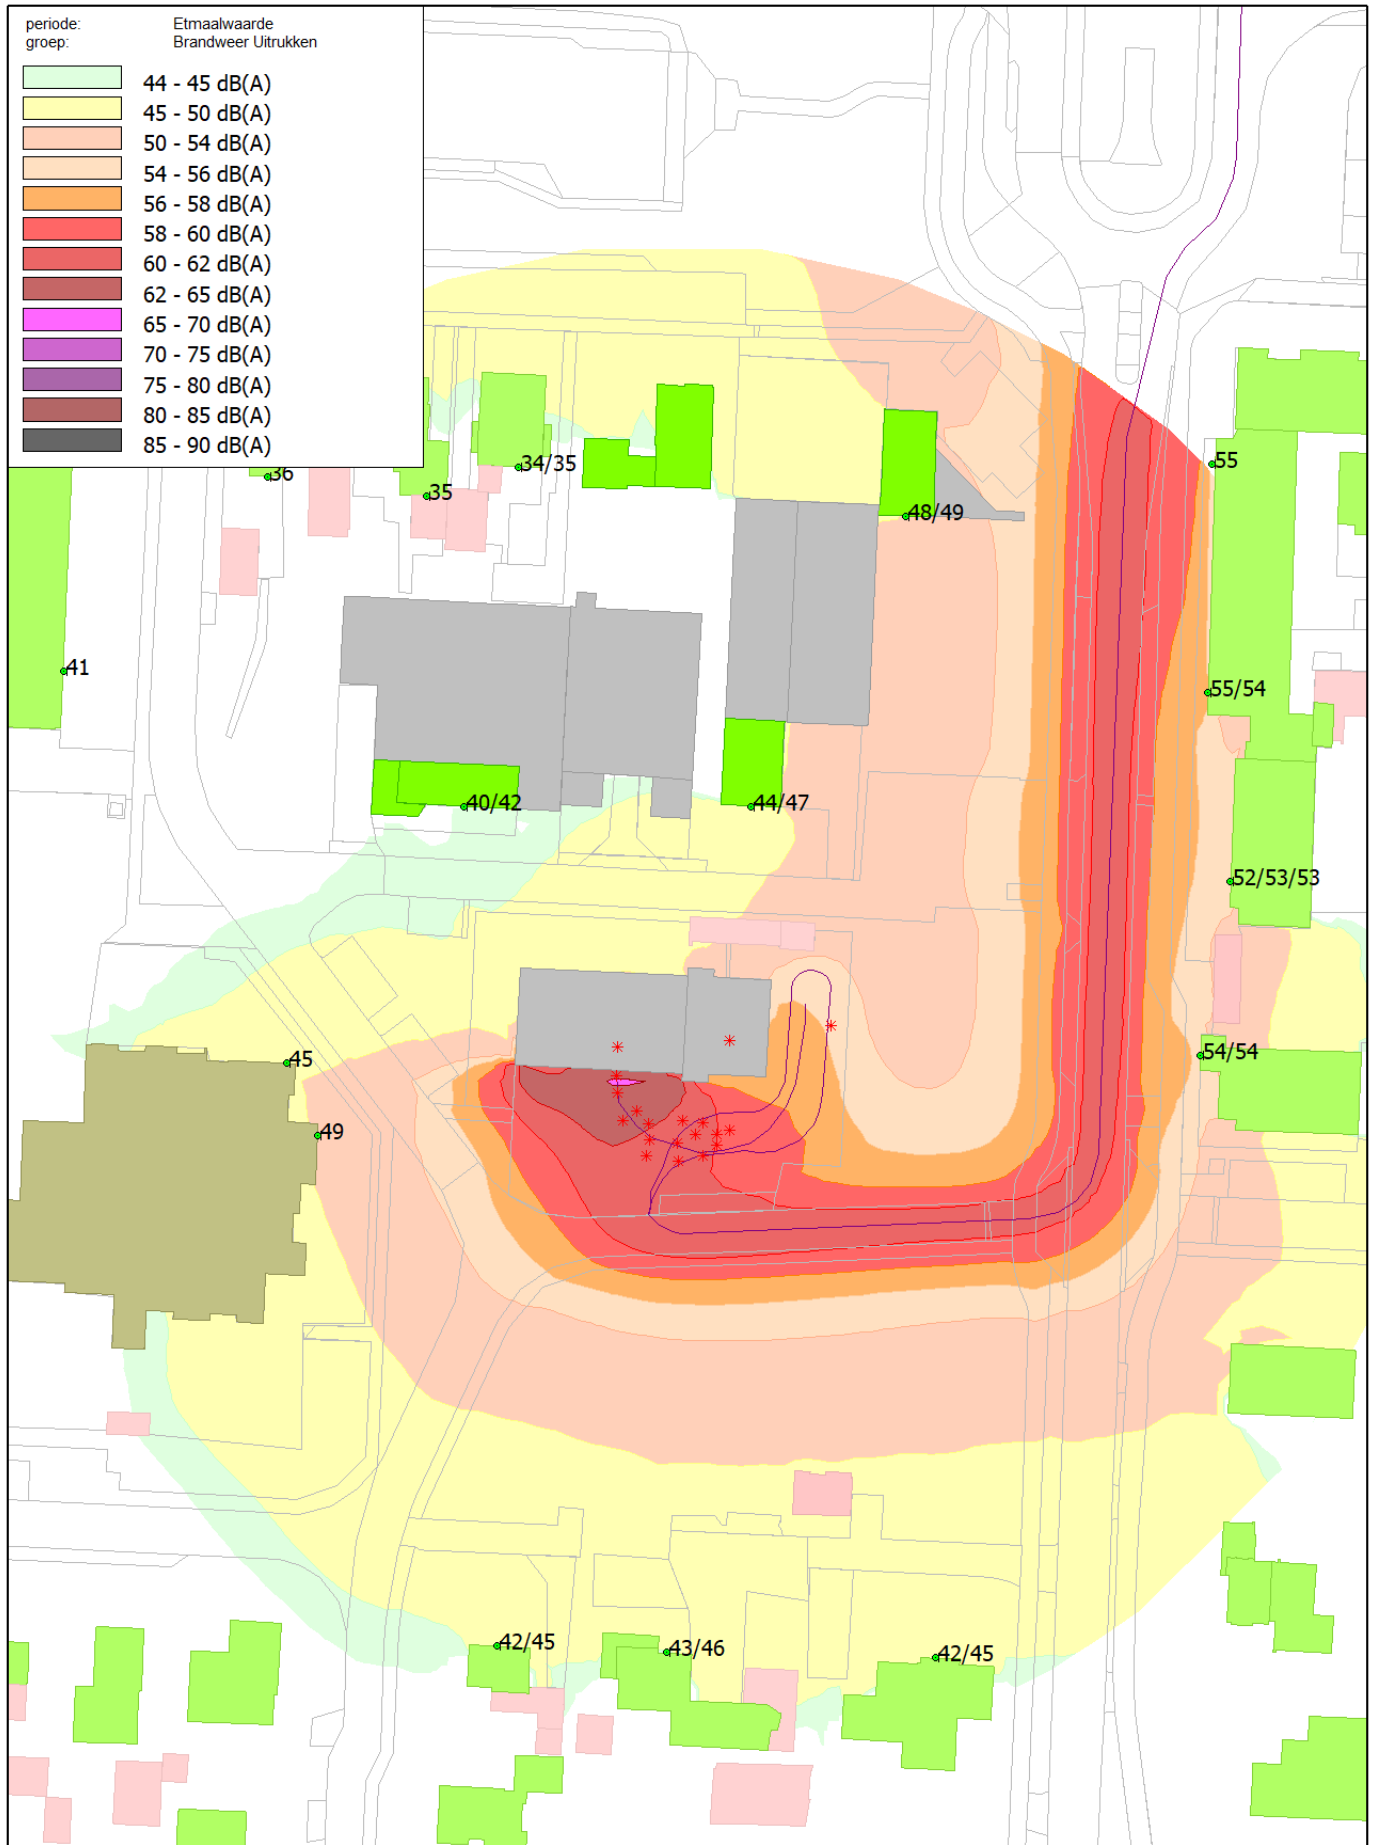 periode: Etmaalwaarde
groep: Brandweer Uitrukken
44 - 45 dB(A)
45 - 50 dB(A)
50 - 54 dB(A)
54 - 56 dB(A)
56 - 58 dB(A)
58 - 60 dB(A)
60 - 62 dB(A)
62 - 65 dB(A)
65 - 70 dB(A)
70 - 75 dB(A)
75 - 80 dB(A)
80 - 85 dB(A)
85 - 90 dB(A)
36
34/35
55
35
48/49
41
55/54
40/42
44/47
52/53/53
45
54/54
49
42/45
43/46
42/45